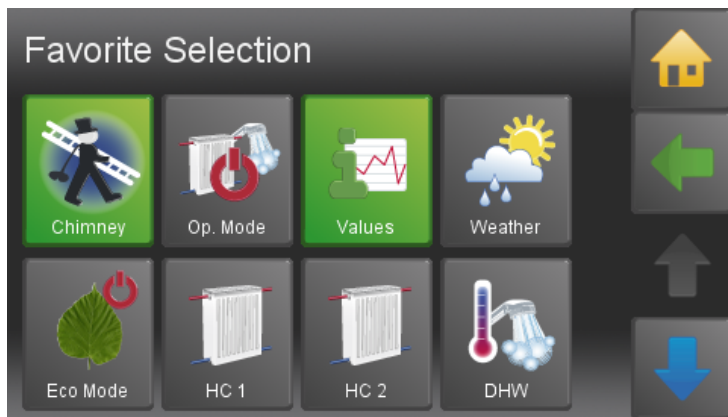 Favorite Selection
Chimney
Op. Mode
Values
Weather
Eco Mode
HC 1
HC 2
DHW